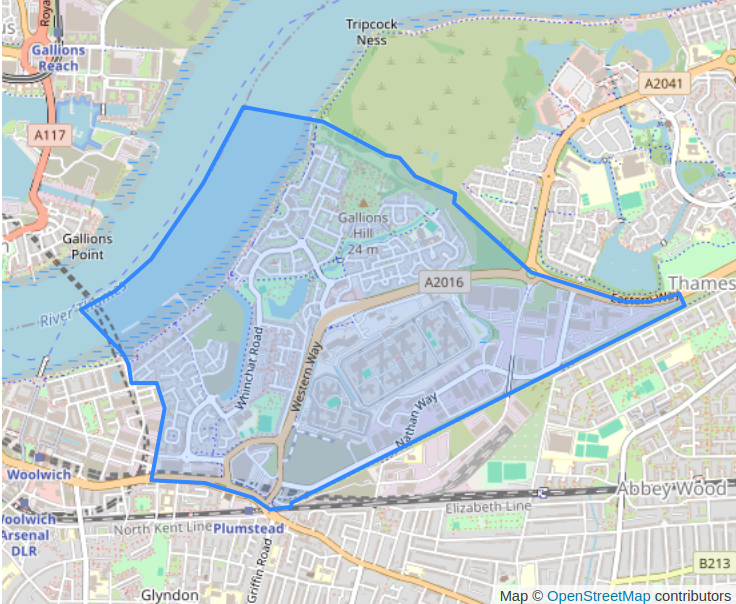 Tripcock
Ness
Gallions
Reach
A2041
A117
Gallions
Hill
24 m
Gallions
Point
A2016
Eastern Way
Thames
Whinchat Road
Western Way
Nathan Way
Woolwich
Abbey Wood
Elizabeth Line
North Kent Line
Plumstead
Woolwich
Arsenal
DLR
Griffin Road
B213
Glyndon
Map © OpenStreetMap contributors